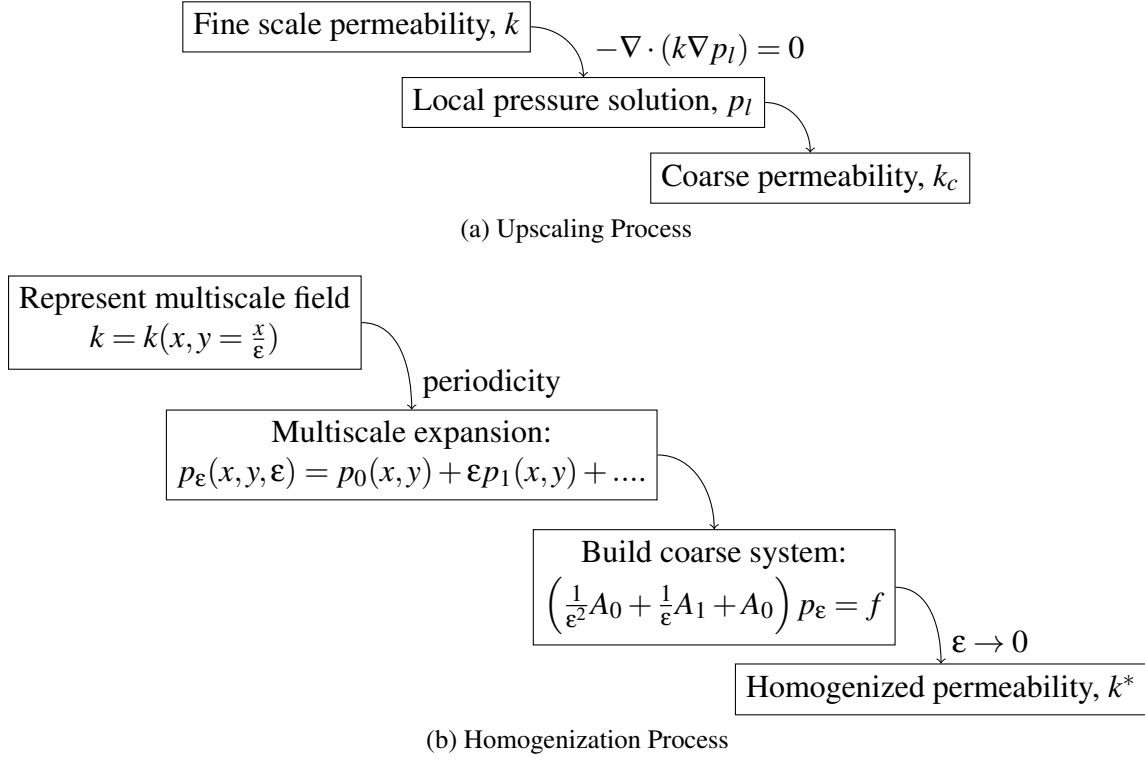 Fine scale permeability, k
−∇ · (k∇p_l) = 0
Local pressure solution, p_l
Coarse permeability, k_c
(a) Upscaling Process
Represent multiscale field
k = k(x, y = x/ε)
periodicity
Multiscale expansion:
p_ε(x, y, ε) = p_0(x, y) + εp_1(x, y) + ....
Build coarse system:
(1/ε² A_0 + 1/ε A_1 + A_0) p_ε = f
ε → 0
Homogenized permeability, k*
(b) Homogenization Process